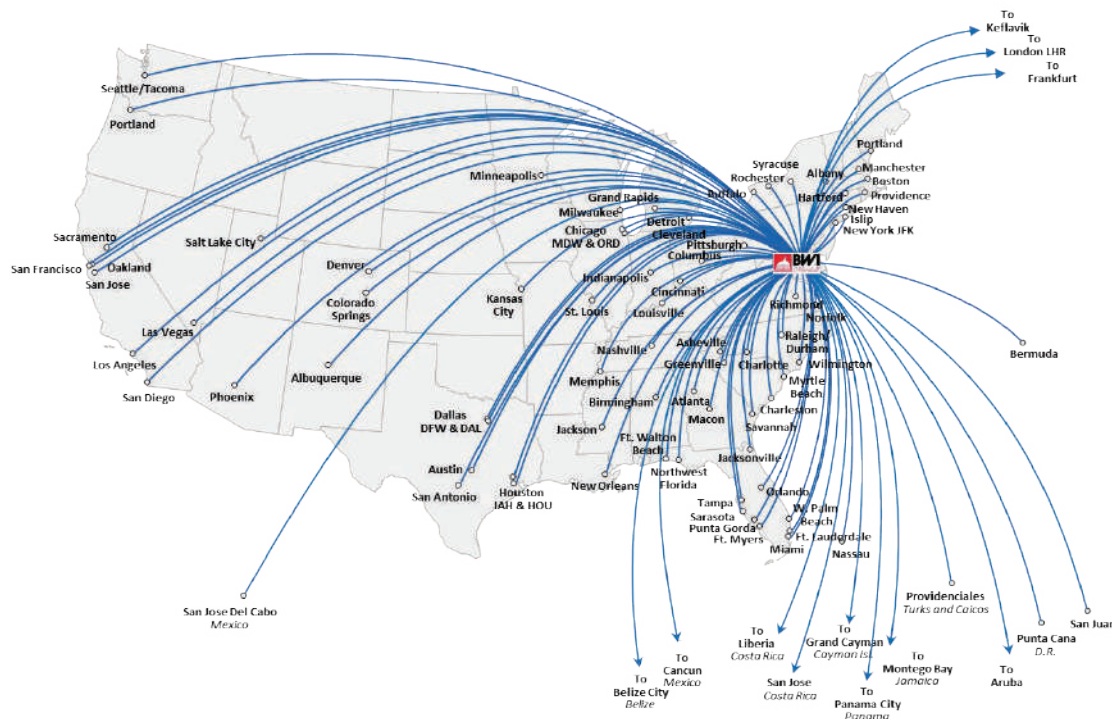 To
Keflavik
To
London LHR
To
Frankfurt
Seattle/Tacoma
Portland
Portland
Syracuse
Rochester
Albany
Manchester
Boston
Buffalo
Hartford
Providence
Minneapolis
Grand Rapids
New Haven
Milwaukee
Detroit
Islip
Chicago
MDW & ORD
Cleveland
New York JFK
Sacramento
Salt Lake City
Pittsburgh
Columbus
BWI
San Francisco
Oakland
San Jose
Denver
Indianapolis
Cincinnati
Colorado
Springs
Kansas
City
St. Louis
Louisville
Richmond
Norfolk
Las Vegas
Raleigh/
Durham
Nashville
Asheville
Bermuda
Los Angeles
Albuquerque
Greenville
Charlotte
Wilmington
San Diego
Phoenix
Memphis
Myrtle
Beach
Birmingham
Atlanta
Macon
Charleston
Dallas
DFW & DAL
Jackson
Savannah
Ft. Walton
Beach
Jacksonville
Austin
San Antonio
Houston
IAH & HOU
New Orleans
Northwest
Florida
Orlando
Tampa
Sarasota
Punta Gorda
Ft. Myers
W. Palm
Beach
Ft. Lauderdale
Miami
Nassau
San Jose Del Cabo
Mexico
Providenciales
Turks and Caicos
San Juan
Punta Cana
D.R.
To
Liberia
Costa Rica
To
Grand Cayman
Cayman Isl.
To
Montego Bay
Jamaica
To
Aruba
To
Cancun
Mexico
To
Belize City
Belize
San Jose
Costa Rica
To
Panama City
Panama